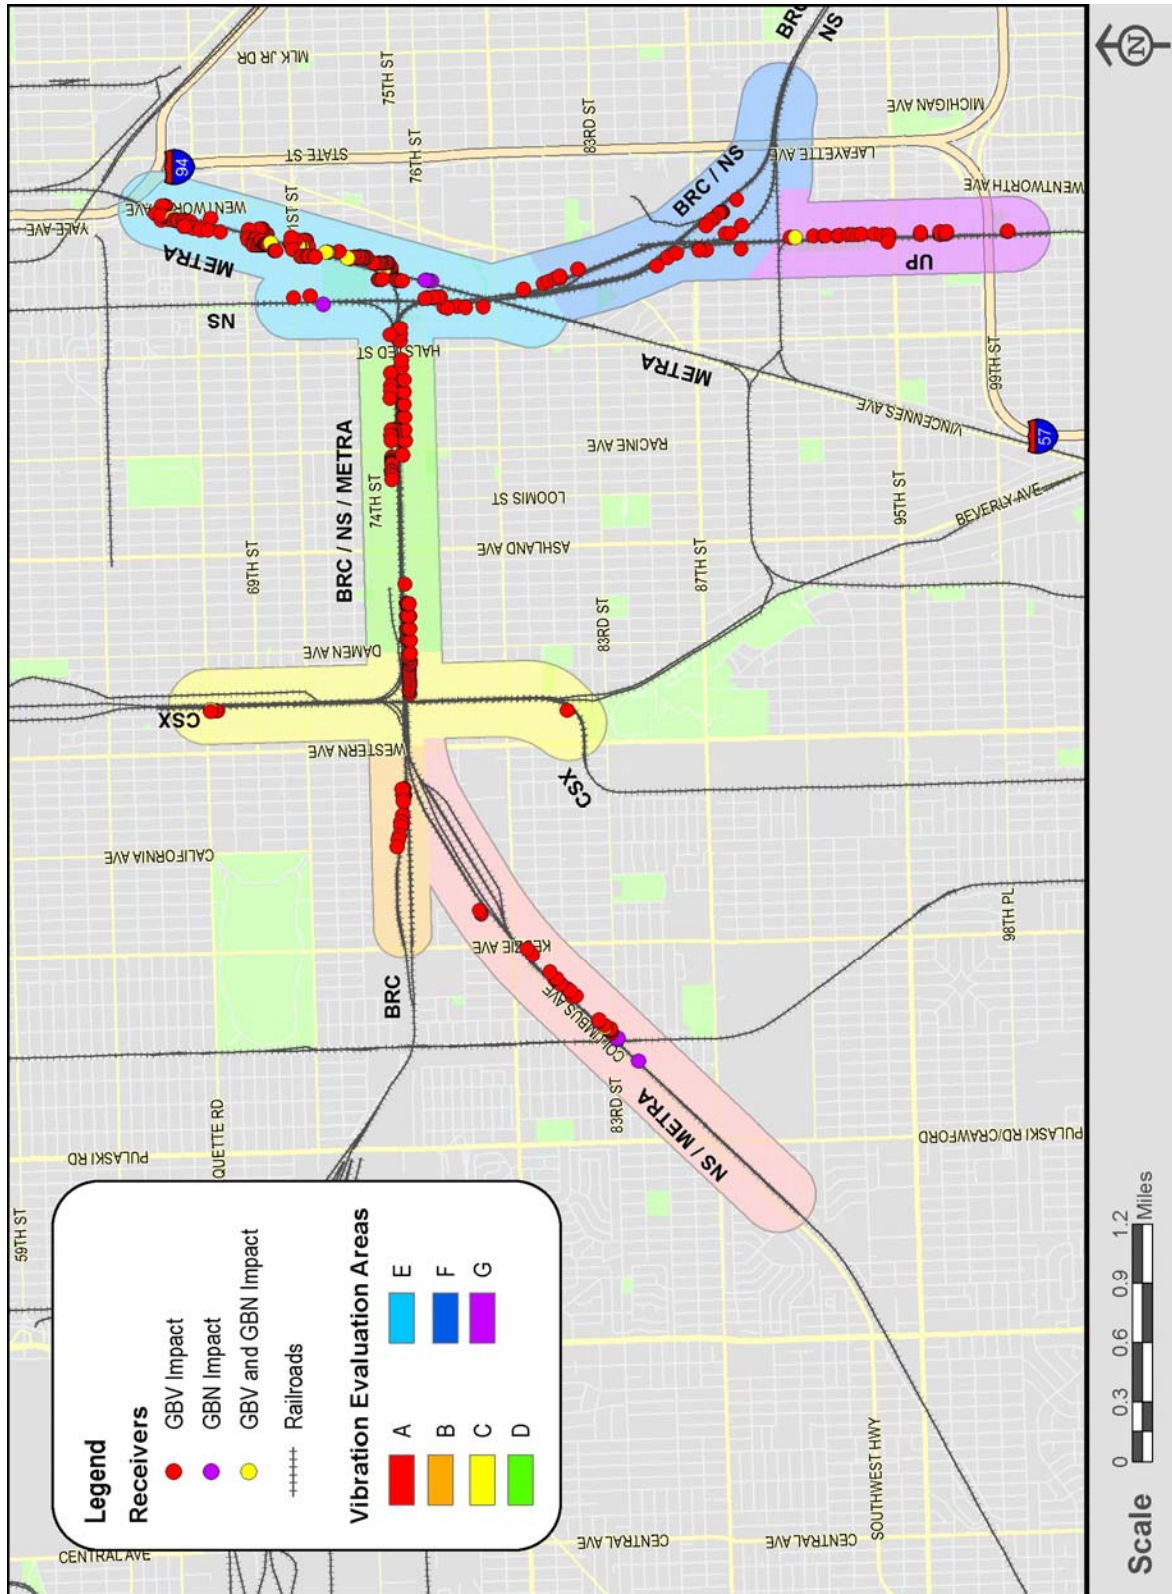 Legend
Receivers
GBV Impact
GBN Impact
GBV and GBN Impact
Railroads
Vibration Evaluation Areas
A
B
C
D
E
F
G
59TH ST
CENTRAL AVE
CENTRAL AVE
CENTRAL AVE
SOUTHWEST HWY
PULASKI RD
QUETTE RD
83RD ST
PULASKI RD/CRAWFORD
NS / METRA
COLUMBUS AVE
KEDZIE AVE
BRC
98TH PL
CALIFORNIA AVE
WESTERN AVE
CSX
CSX
DAMEN AVE
83RD ST
87TH ST
69TH ST
BRC / NS / METRA
74TH ST
ASHLAND AVE
LOOMIS ST
RACINE AVE
95TH ST
BEVERLY AVE
57
VINCENNES AVE
99TH ST
HALSTED ST
METRA
NS
METRA
UP
YALE AVE
WENTWORTH AVE
1ST ST
94
STATE ST
76TH ST
75TH ST
MLK JR DR
BRC / NS
83RD ST
LAFAYETTE AVE
WENTWORTH AVE
MICHIGAN AVE
BRC
NS
Scale
0 0.3 0.6 0.9 1.2
Miles
N